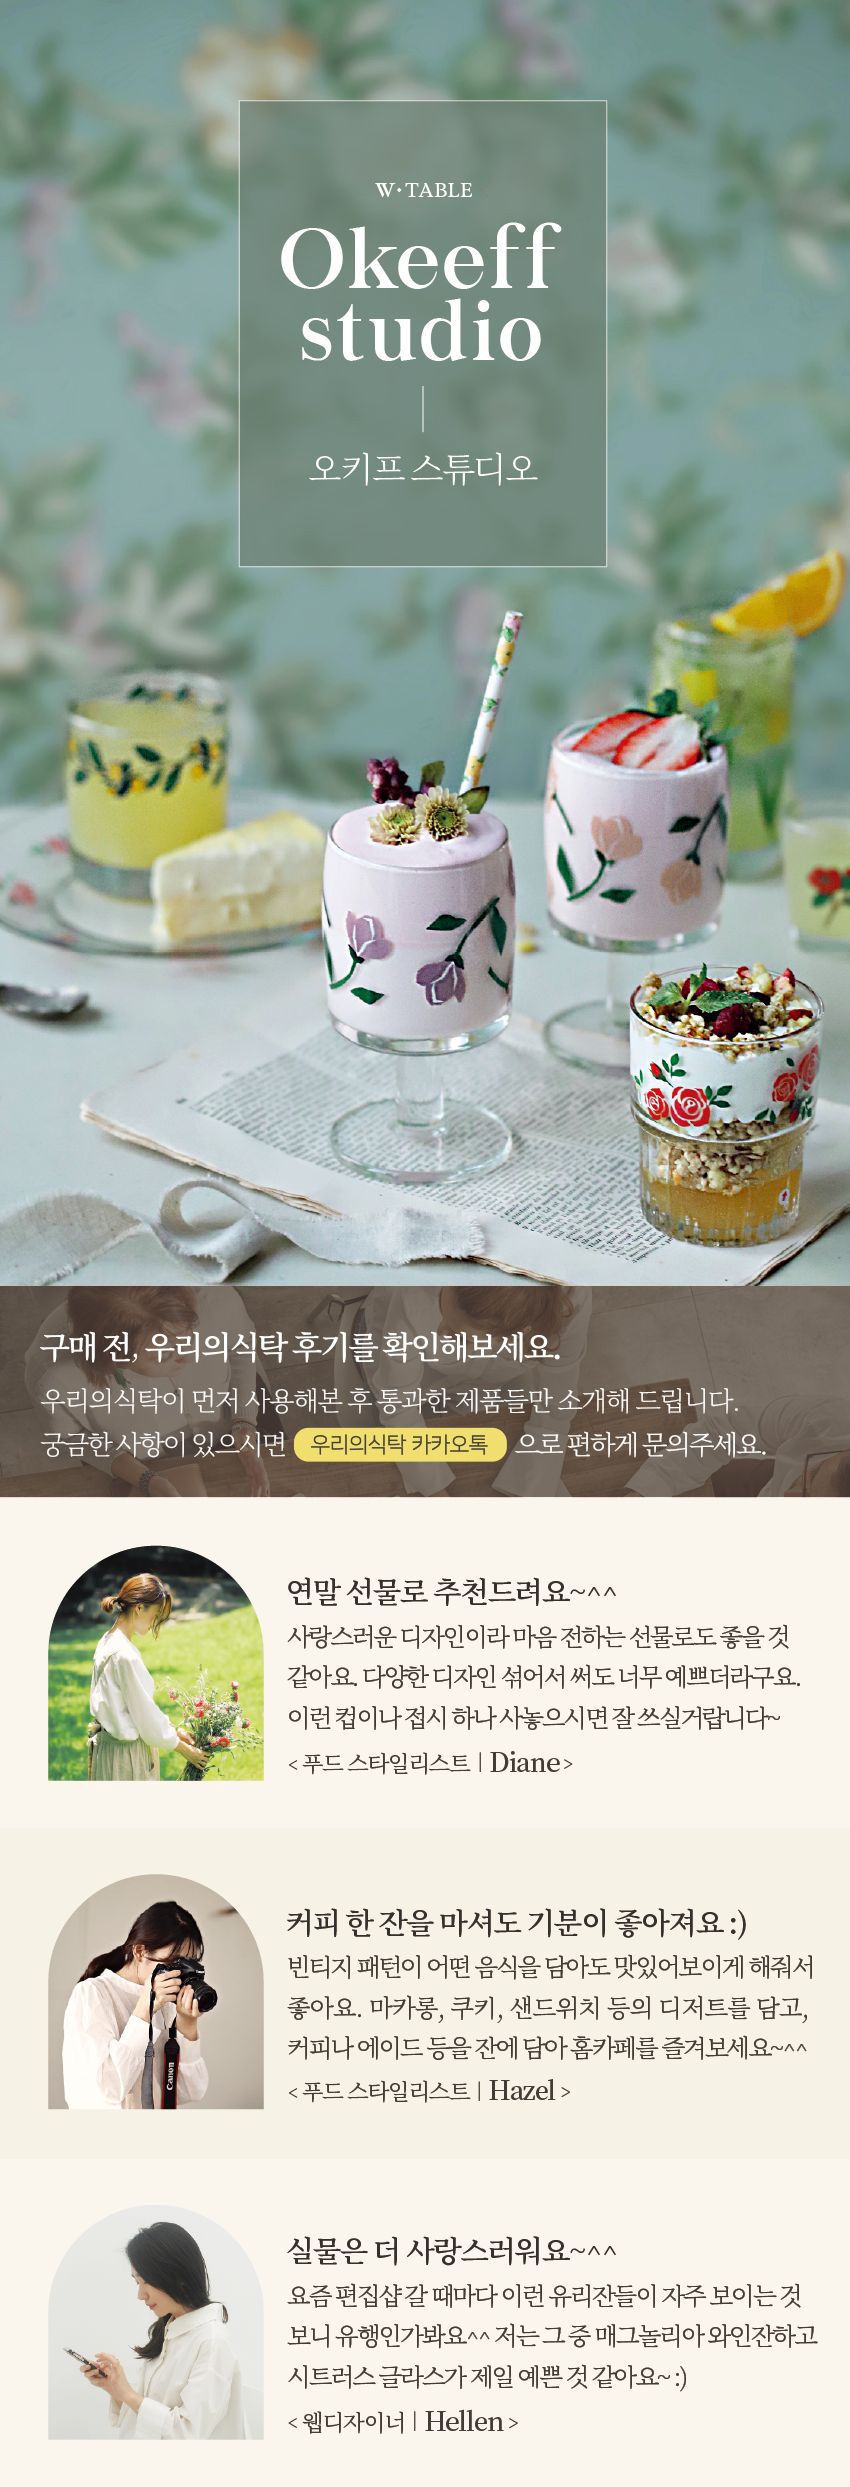 W·TABLE
Okeeff
studio
오키프 스튜디오
구매 전, 우리의식탁 후기를 확인해보세요.
우리의식탁이 먼저 사용해본 후 통과한 제품들만 소개해 드립니다.
궁금한 사항이 있으시면 우리의식탁 카카오톡 으로 편하게 문의주세요.
연말 선물로 추천드려요~^^
사랑스러운 디자인이라 마음 전하는 선물로도 좋을 것
같아요. 다양한 디자인 섞어서 써도 너무 예쁘더라구요.
이런 컵이나 접시 하나 사놓으시면 잘 쓰실거랍니다~
< 푸드 스타일리스트 | Diane >
커피 한 잔을 마셔도 기분이 좋아져요 :)
빈티지 패턴이 어떤 음식을 담아도 맛있어보이게 해줘서
좋아요. 마카롱, 쿠키, 샌드위치 등의 디저트를 담고,
커피나 에이드 등을 잔에 담아 홈카페를 즐겨보세요~^^
< 푸드 스타일리스트 | Hazel >
Canon
실물은 더 사랑스러워요~^^
요즘 편집샵 갈 때마다 이런 유리잔들이 자주 보이는 것
보니 유행인가봐요^^ 저는 그 중 매그놀리아 와인잔하고
시트러스 글라스가 제일 예쁜 것 같아요~ :)
< 웹디자이너 | Hellen >